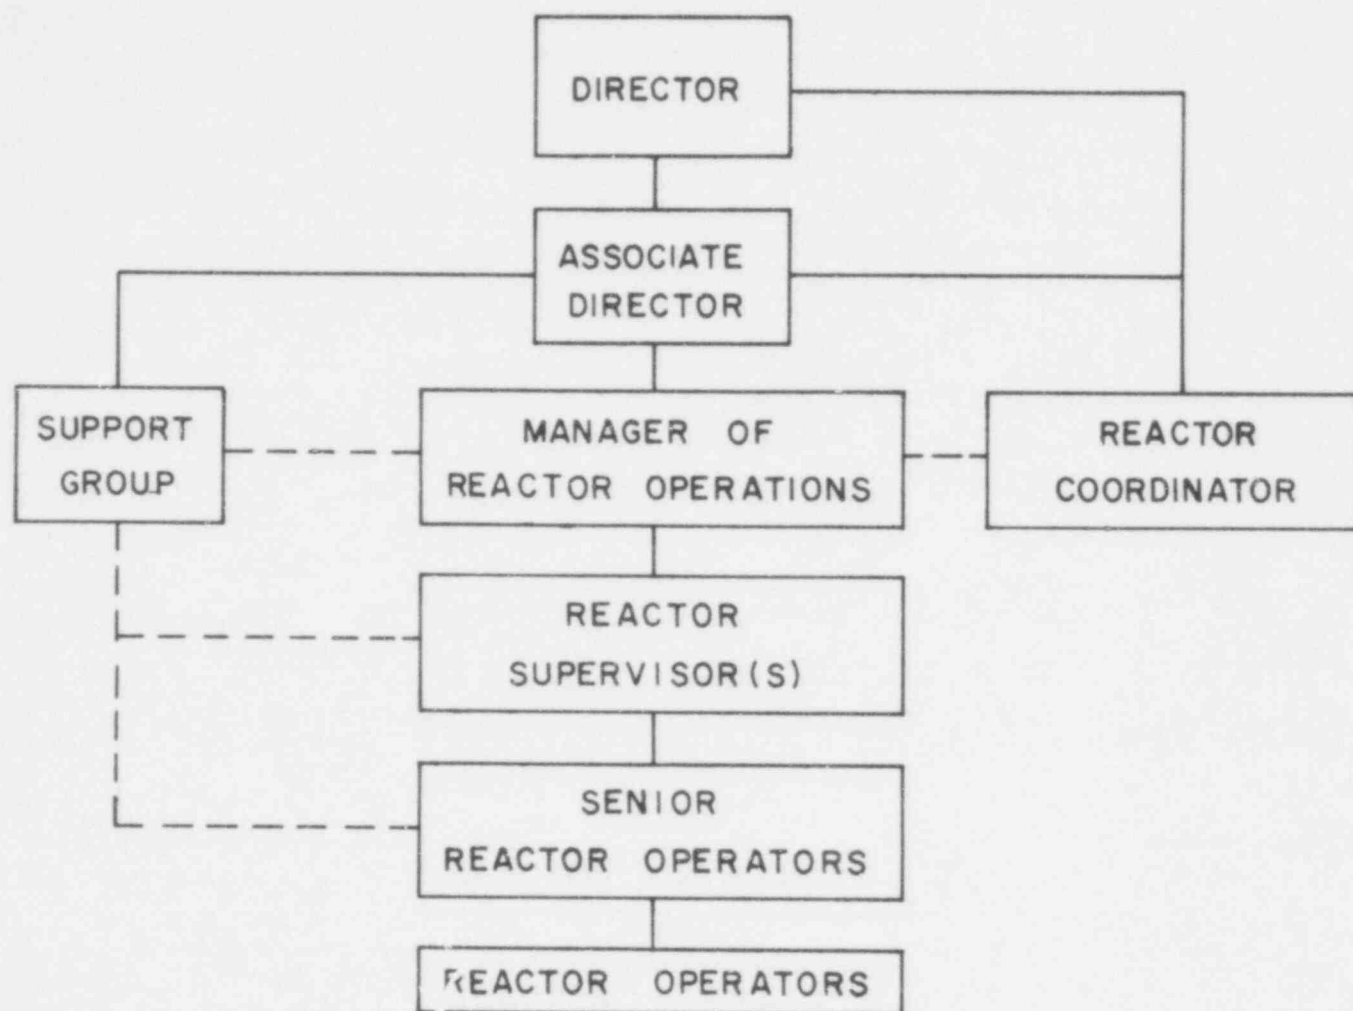 DIRECTOR
ASSOCIATE
DIRECTOR
SUPPORT
GROUP
MANAGER OF
REACTOR OPERATIONS
REACTOR
COORDINATOR
REACTOR
SUPERVISOR(S)
SENIOR
REACTOR OPERATORS
REACTOR OPERATORS